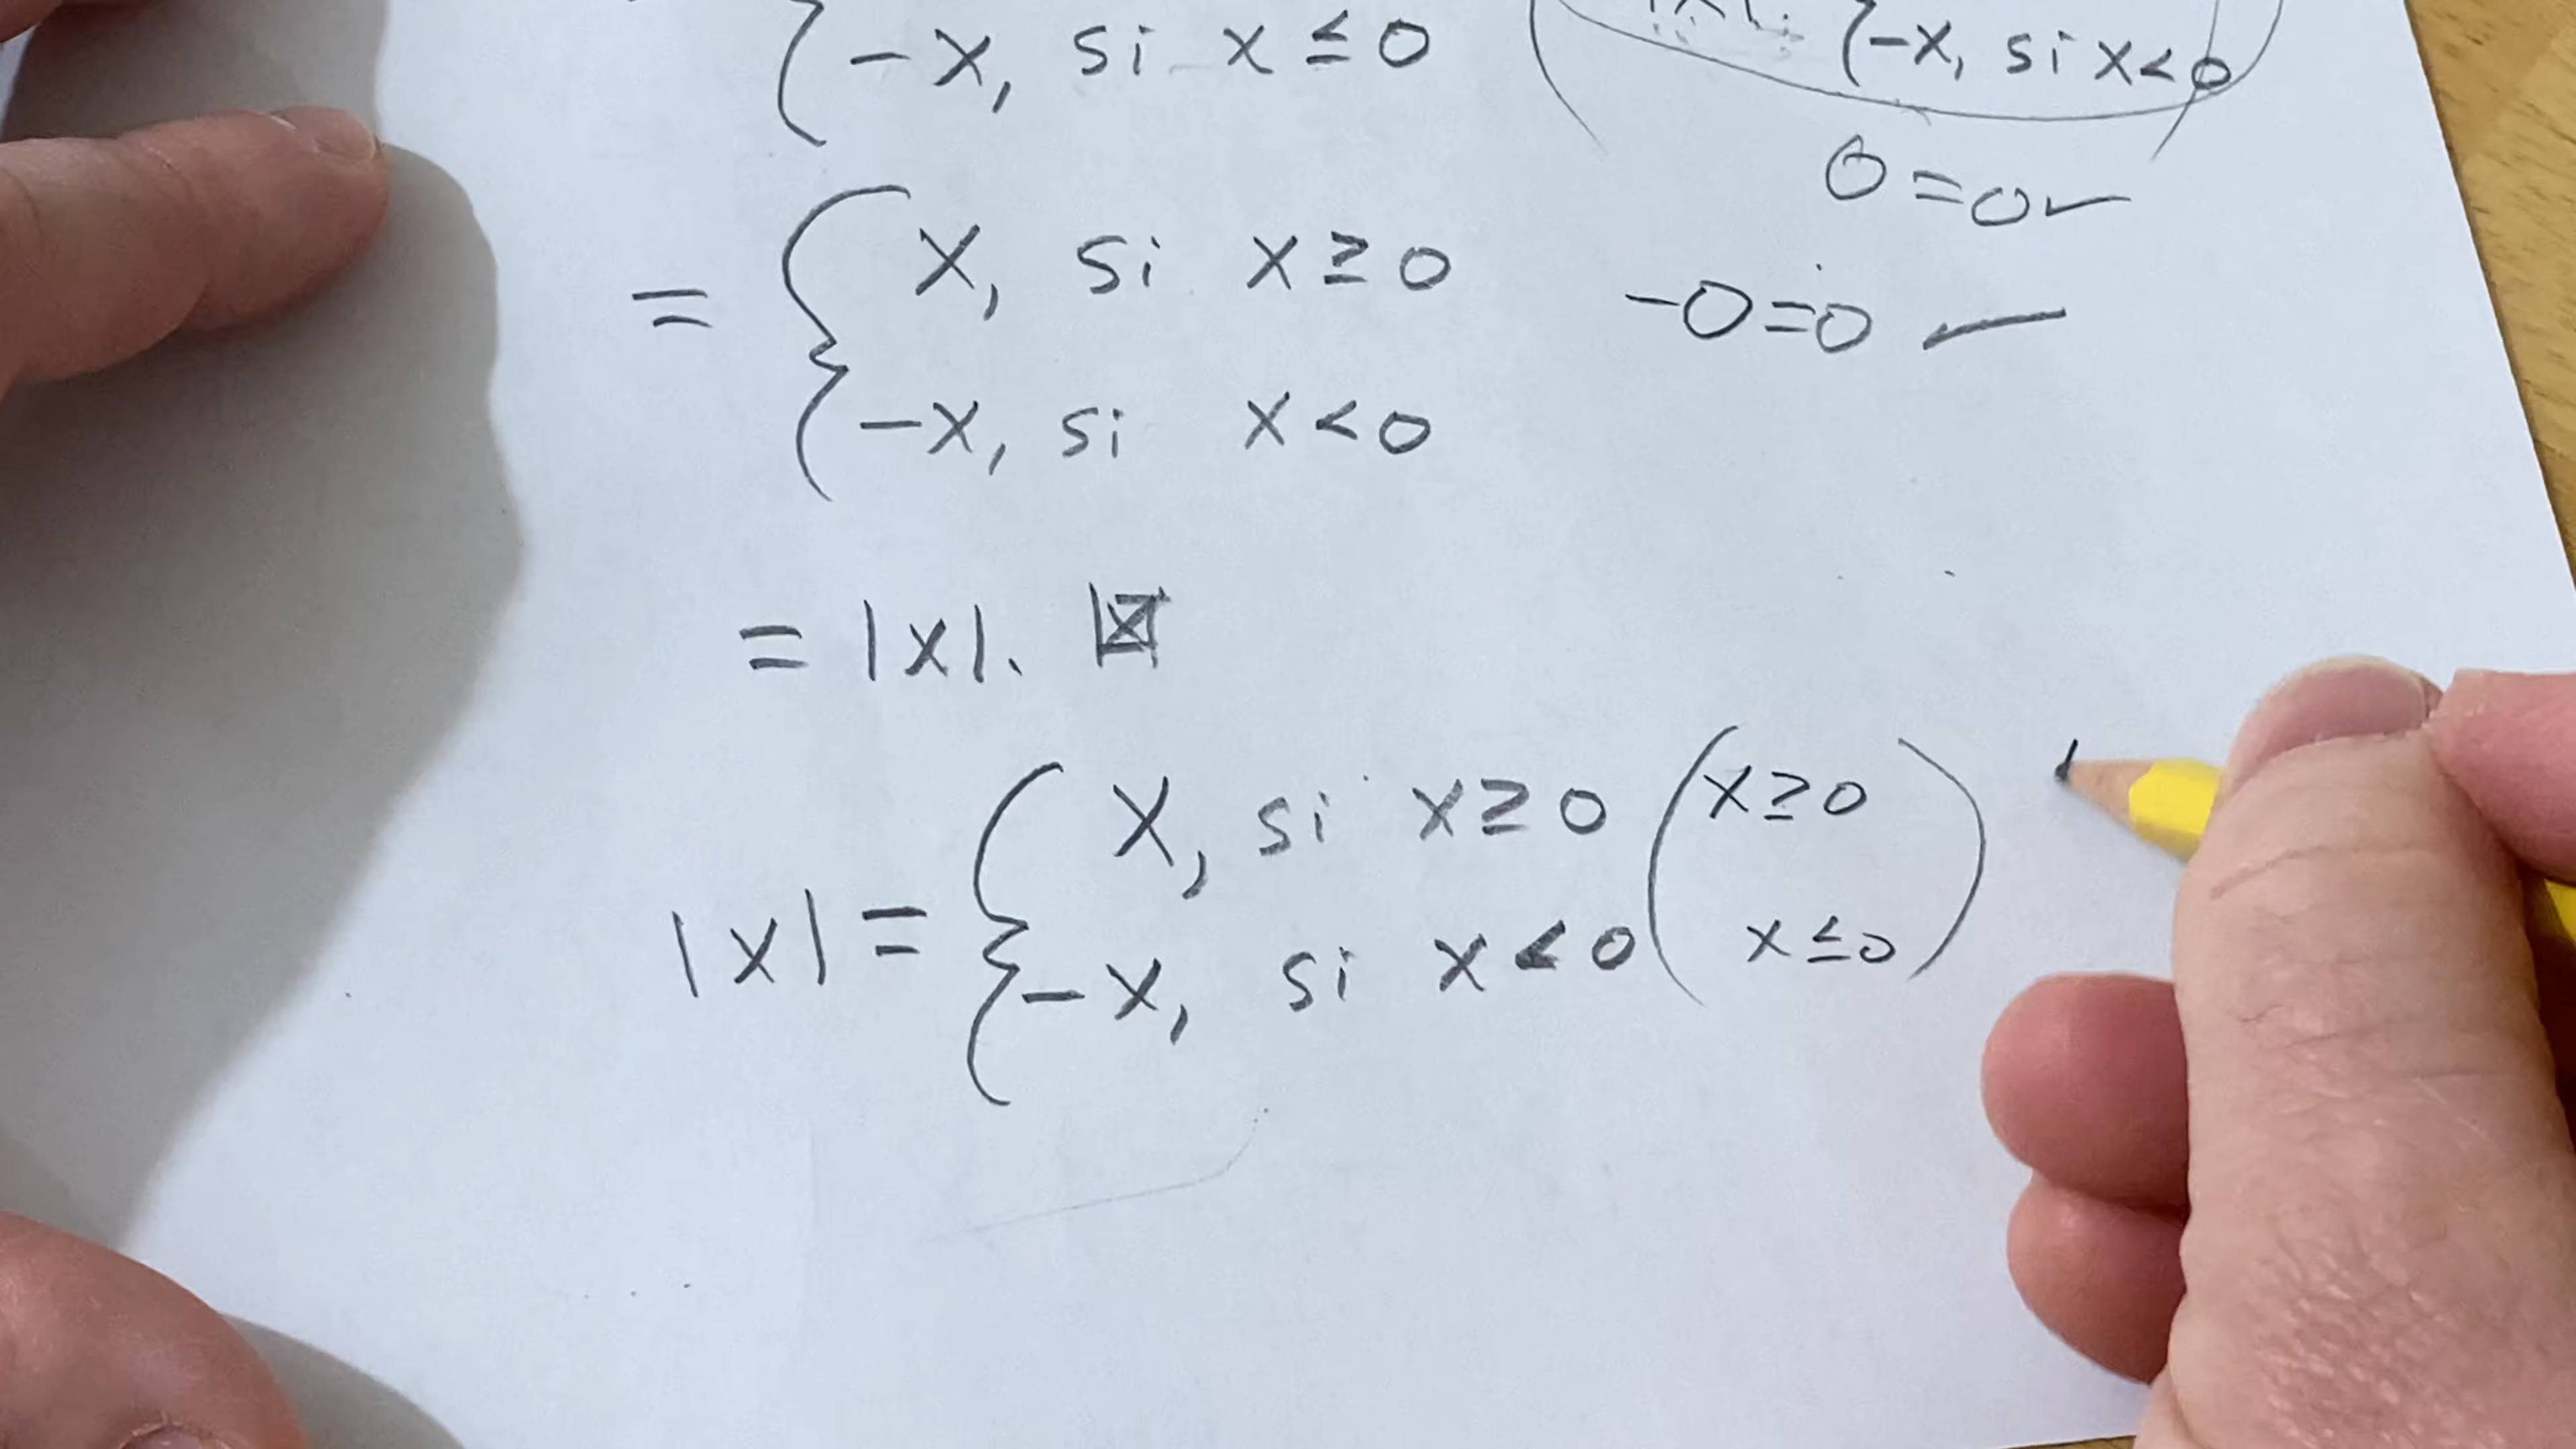 -x, si x ≤ 0
-x, si x < 0
0 = 0 ✓
= { x, si x ≥ 0
-0 = 0 ✓
-x, si x < 0
= |x|. ☒
|x| = { x, si x ≥ 0 (x ≥ 0
-x, si x < 0 x ≤ 0)